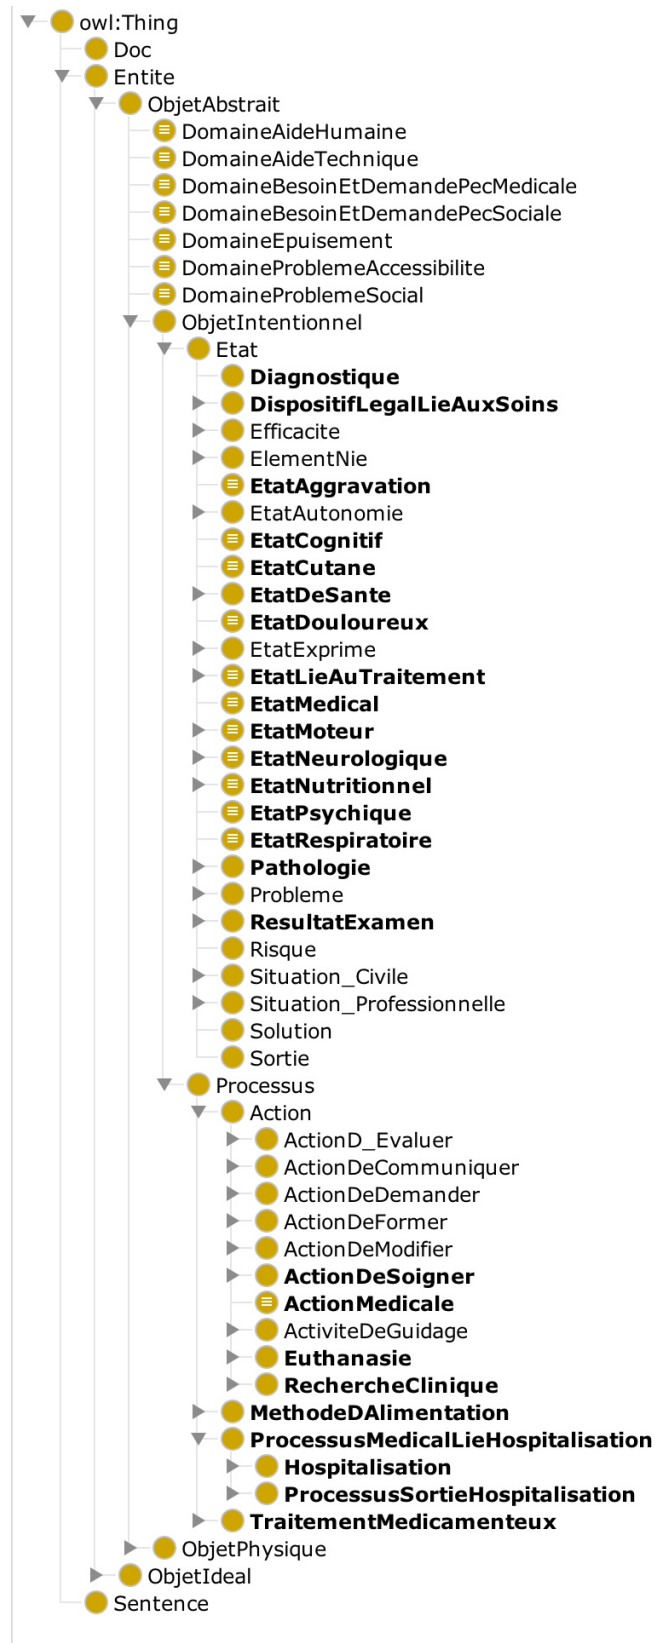 owl:Thing
Doc
Entite
ObjetAbstrait
DomaineAideHumaine
DomaineAideTechnique
DomaineBesoinEtDemandePecMedicale
DomaineBesoinEtDemandePecSociale
DomaineEpuisement
DomaineProblemeAccessibilite
DomaineProblemeSocial
ObjetIntentionnel
Etat
Diagnostique
DispositifLegalLieAuxSoins
Efficacite
ElementNie
EtatAggravation
EtatAutonomie
EtatCognitif
EtatCutane
EtatDeSante
EtatDouloureux
EtatExprime
EtatLieAuTraitement
EtatMedical
EtatMoteur
EtatNeurologique
EtatNutritionnel
EtatPsychique
EtatRespiratoire
Pathologie
Probleme
ResultatExamen
Risque
Situation_Civile
Situation_Professionnelle
Solution
Sortie
Processus
Action
ActionD_Evaluer
ActionDeCommuniquer
ActionDeDemander
ActionDeFormer
ActionDeModifier
ActionDeSoigner
ActionMedicale
ActiviteDeGuidage
Euthanasie
RechercheClinique
MethodeDAlimentation
ProcessusMedicalLieHospitalisation
Hospitalisation
ProcessusSortieHospitalisation
TraitementMedicamenteux
ObjetPhysique
ObjetIdeal
Sentence